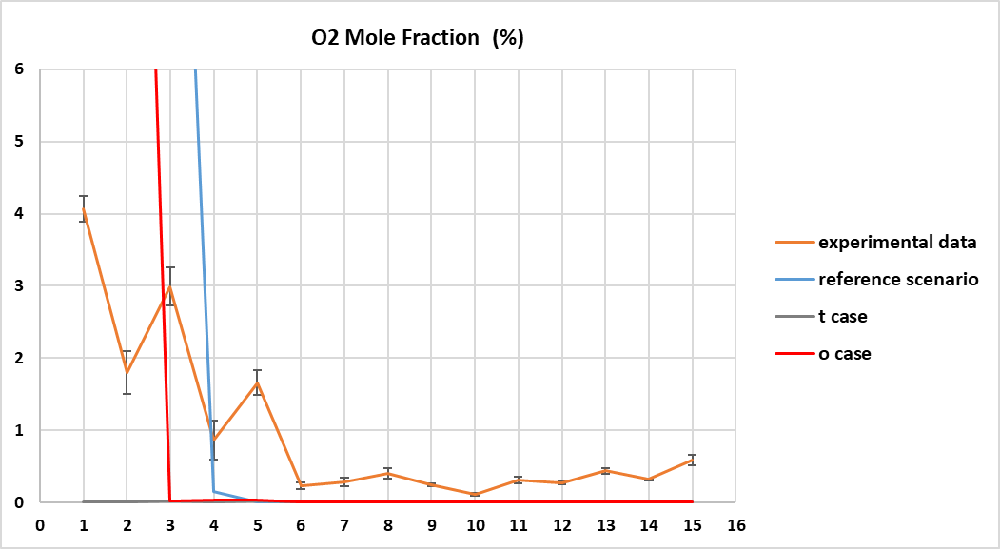 O2 Mole Fraction (%)
6
5
4
3
2
1
0
0 1 2 3 4 5 6 7 8 9 10 11 12 13 14 15 16
experimental data
reference scenario
t case
o case